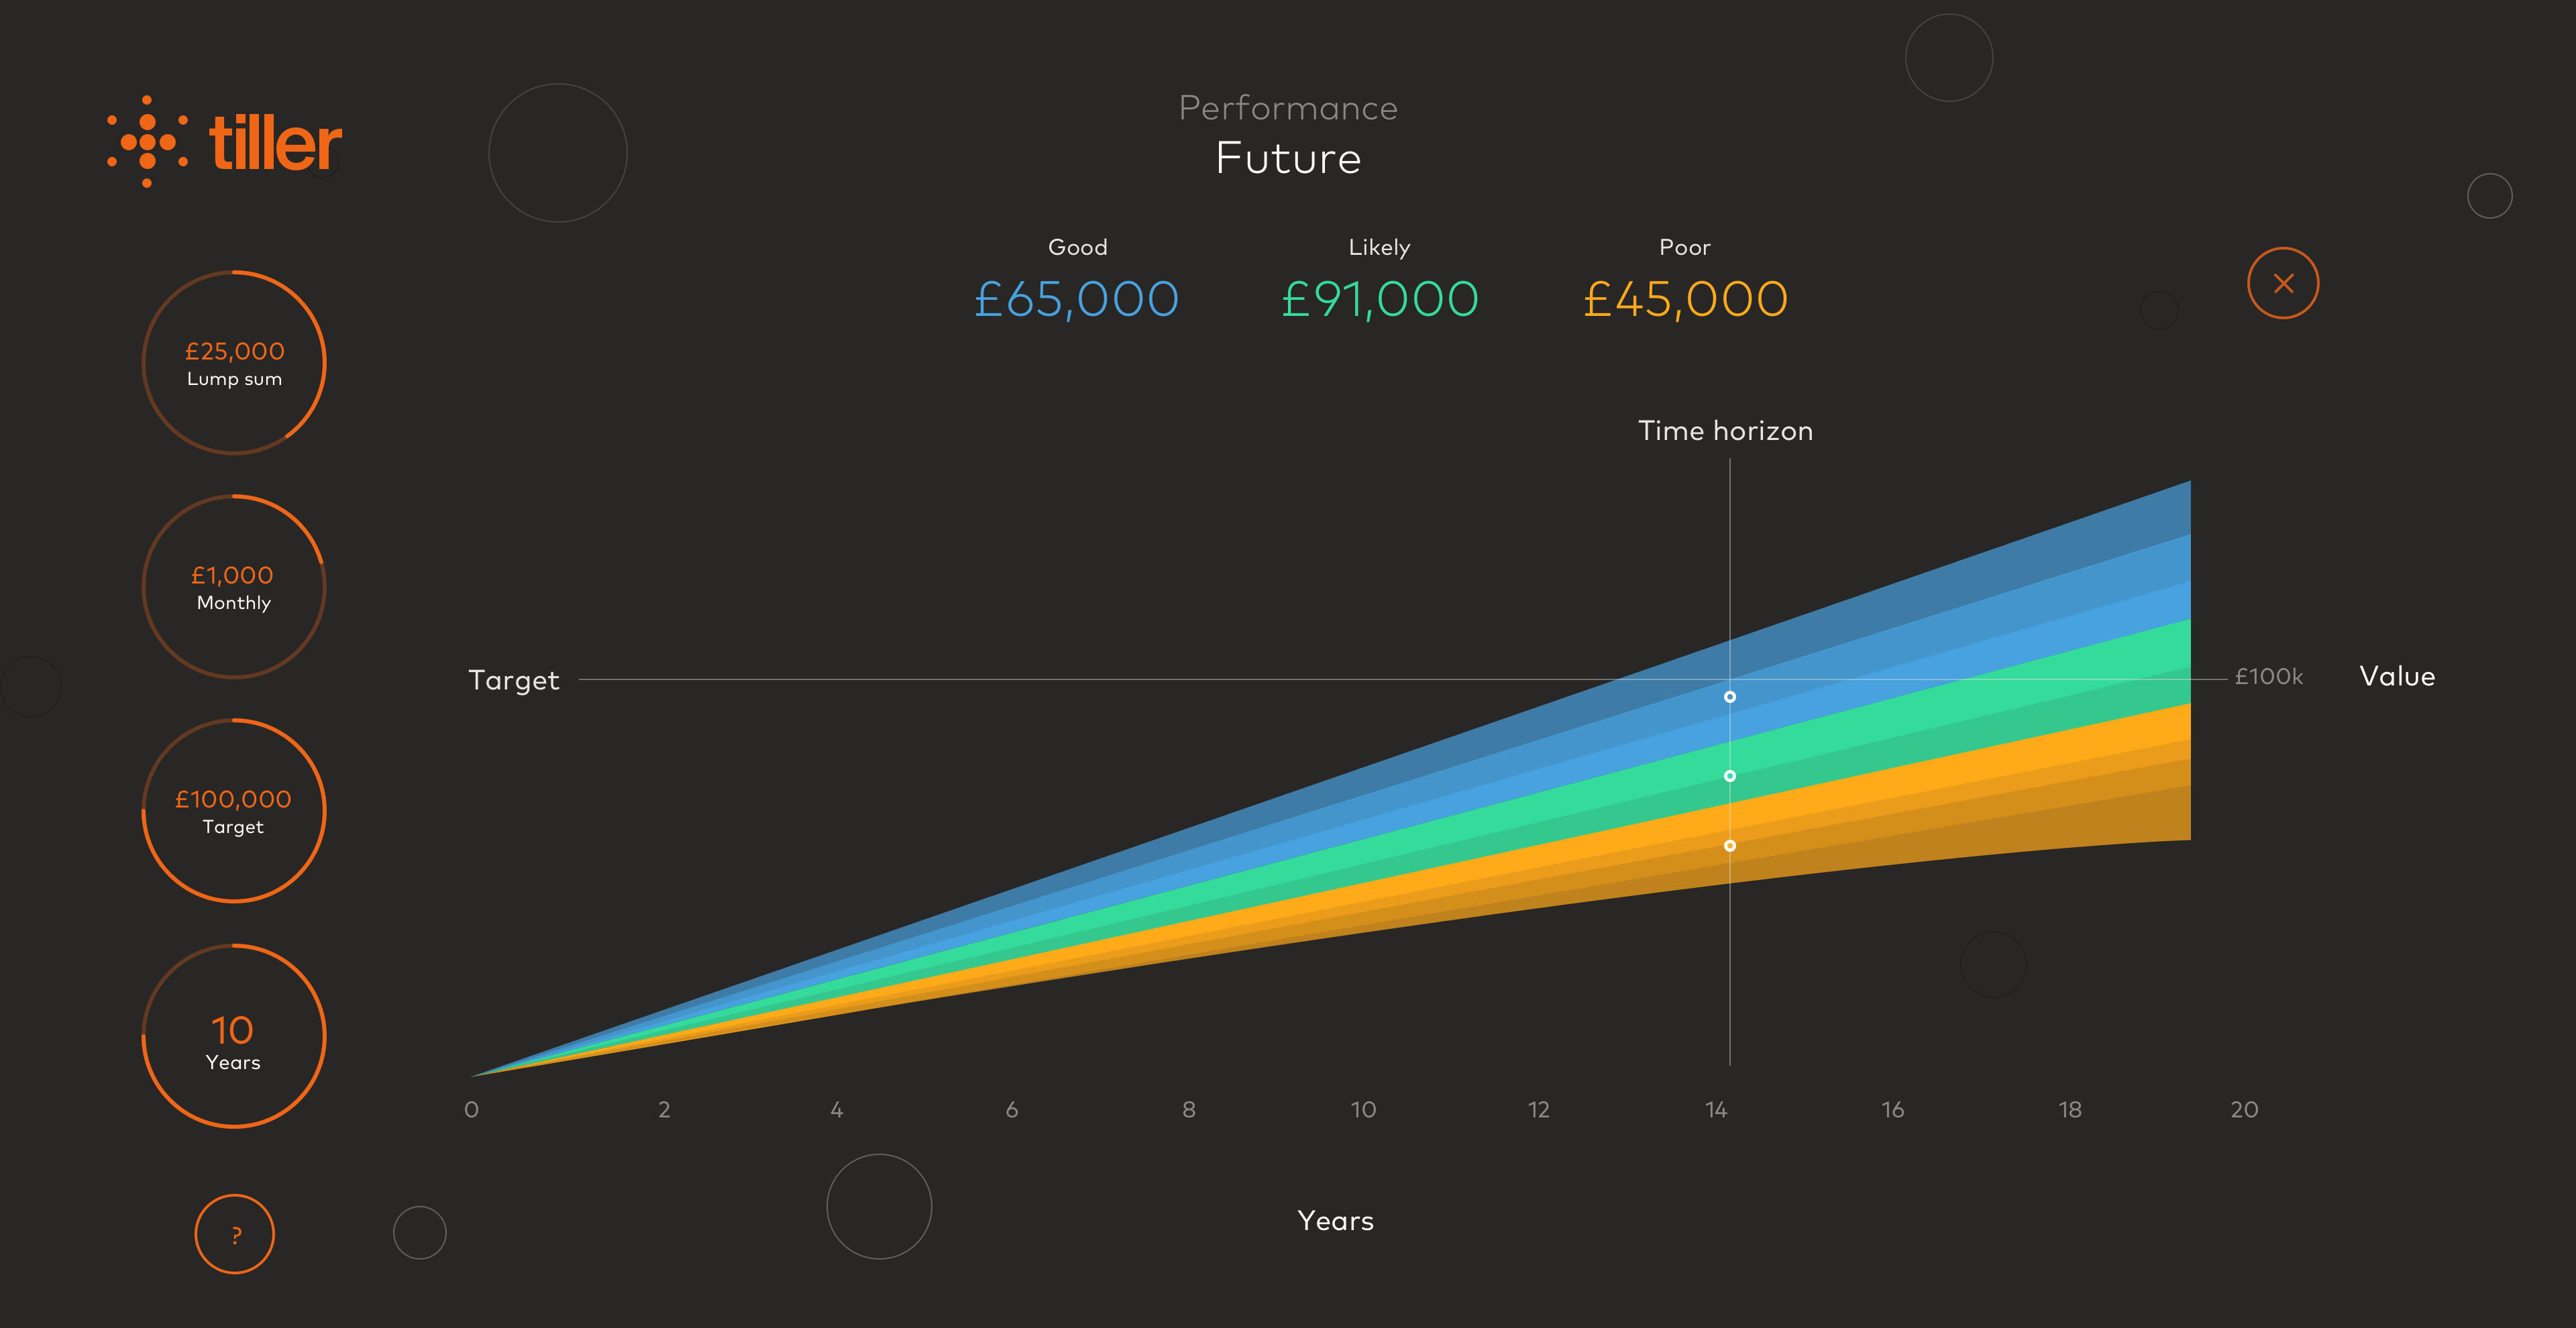 tiller
Performance
Future
Good
Likely
Poor
£65,000
£91,000
£45,000
£25,000
Lump sum
£1,000
Monthly
£100,000
Target
10
Years
?
Time horizon
Target
£100k
Value
0 2 4 6 8 10 12 14 16 18 20
Years